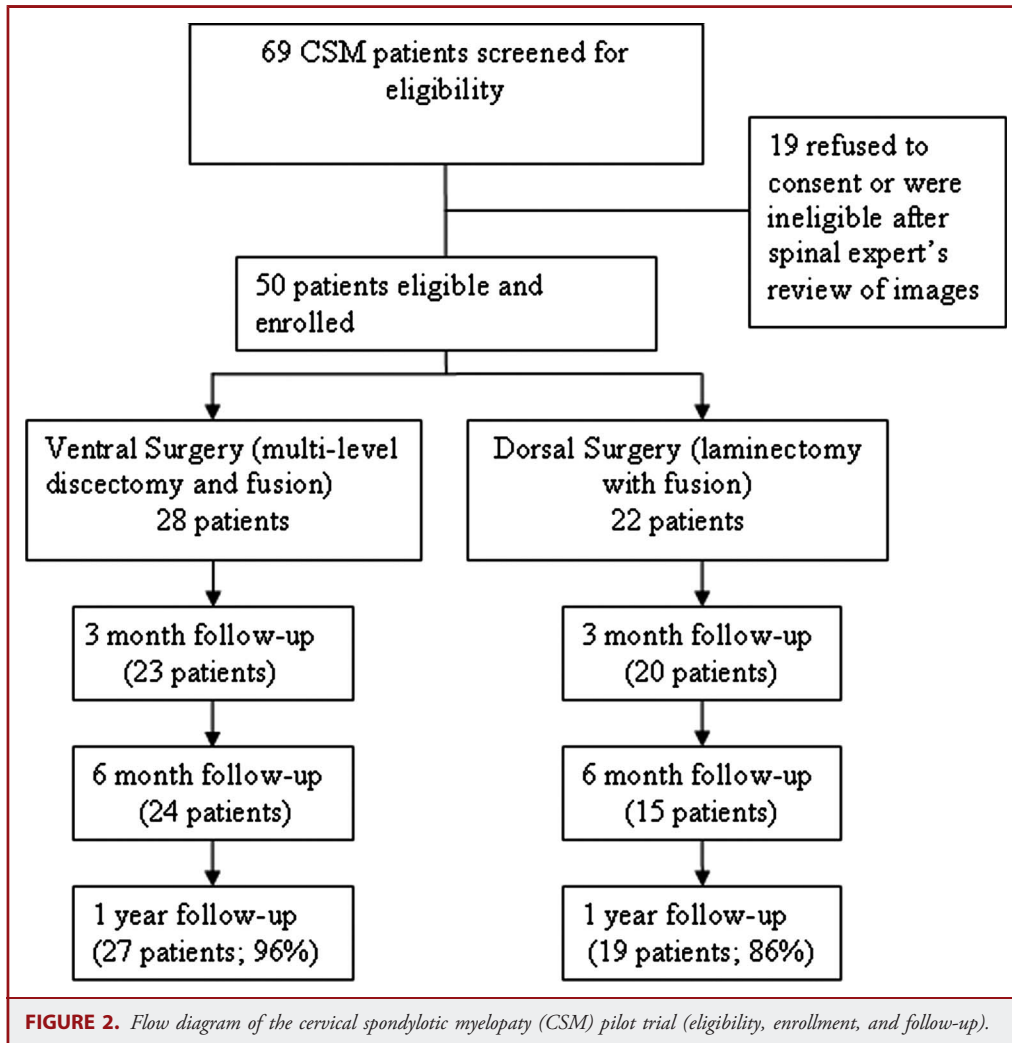 69 CSM patients screened for
eligibility
19 refused to
consent or were
ineligible after
spinal expert's
review of images
50 patients eligible and
enrolled
Ventral Surgery (multi-level
discectomy and fusion)
28 patients
Dorsal Surgery (laminectomy
with fusion)
22 patients
3 month follow-up
(23 patients)
3 month follow-up
(20 patients)
6 month follow-up
(24 patients)
6 month follow-up
(15 patients)
1 year follow-up
(27 patients; 96%)
1 year follow-up
(19 patients; 86%)
FIGURE 2. Flow diagram of the cervical spondylotic myelopaty (CSM) pilot trial (eligibility, enrollment, and follow-up).